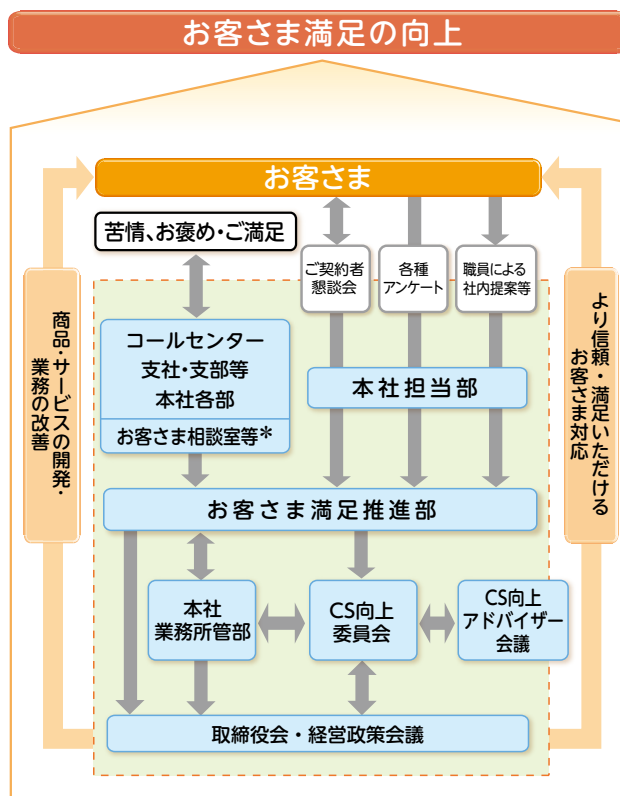 お客さま満足の向上
お客さま
苦情、お褒め・ご満足
ご契約者
懇談会
各種
アンケート
職員による
社内提案等
商品・サービスの開発・
業務の改善
より信頼・満足いただける
お客さま対応
コールセンター
支社・支部等
本社各部
お客さま相談室等*
本社担当部
お客さま満足推進部
本社
業務所管部
CS向上
委員会
CS向上
アドバイザー
会議
取締役会・経営政策会議